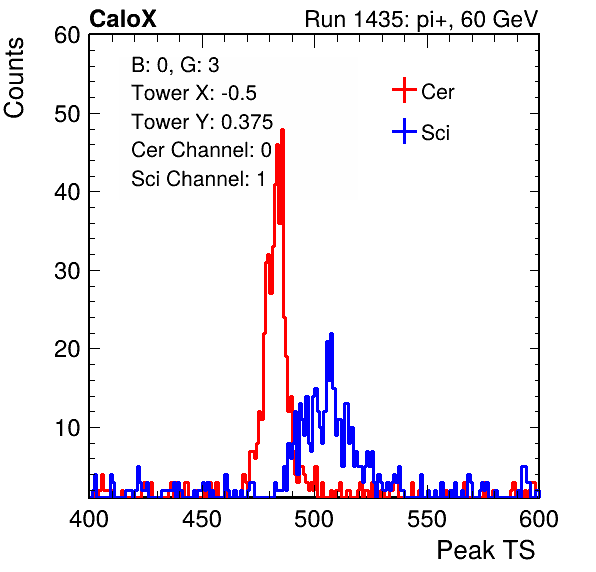 CaloX Run 1435: pi+, 60 GeV
Counts
60
50
40
30
20
10
B: 0, G: 3
Tower X: -0.5
Tower Y: 0.375
Cer Channel: 0
Sci Channel: 1
Cer
Sci
400 450 500 550 600
Peak TS